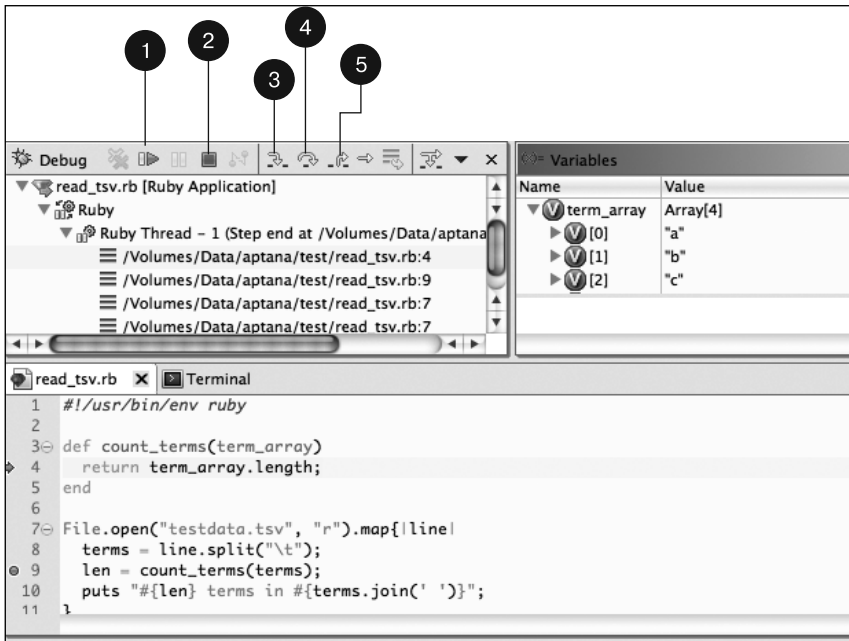 1
2
3
4
5
Debug
read_tsv.rb [Ruby Application]
Ruby
Ruby Thread – 1 (Step end at /Volumes/Data/aptana
/Volumes/Data/aptana/test/read_tsv.rb:4
/Volumes/Data/aptana/test/read_tsv.rb:9
/Volumes/Data/aptana/test/read_tsv.rb:7
/Volumes/Data/aptana/test/read_tsv.rb:7
(x)= Variables
Name Value
term_array Array[4]
[0] "a"
[1] "b"
[2] "c"
read_tsv.rb Terminal
1 #!/usr/bin/env ruby
2
3 def count_terms(term_array)
4 return term_array.length;
5 end
6
7 File.open("testdata.tsv", "r").map{|line|
8 terms = line.split("\t");
9 len = count_terms(terms);
10 puts "#{len} terms in #{terms.join(' ')}";
11 }